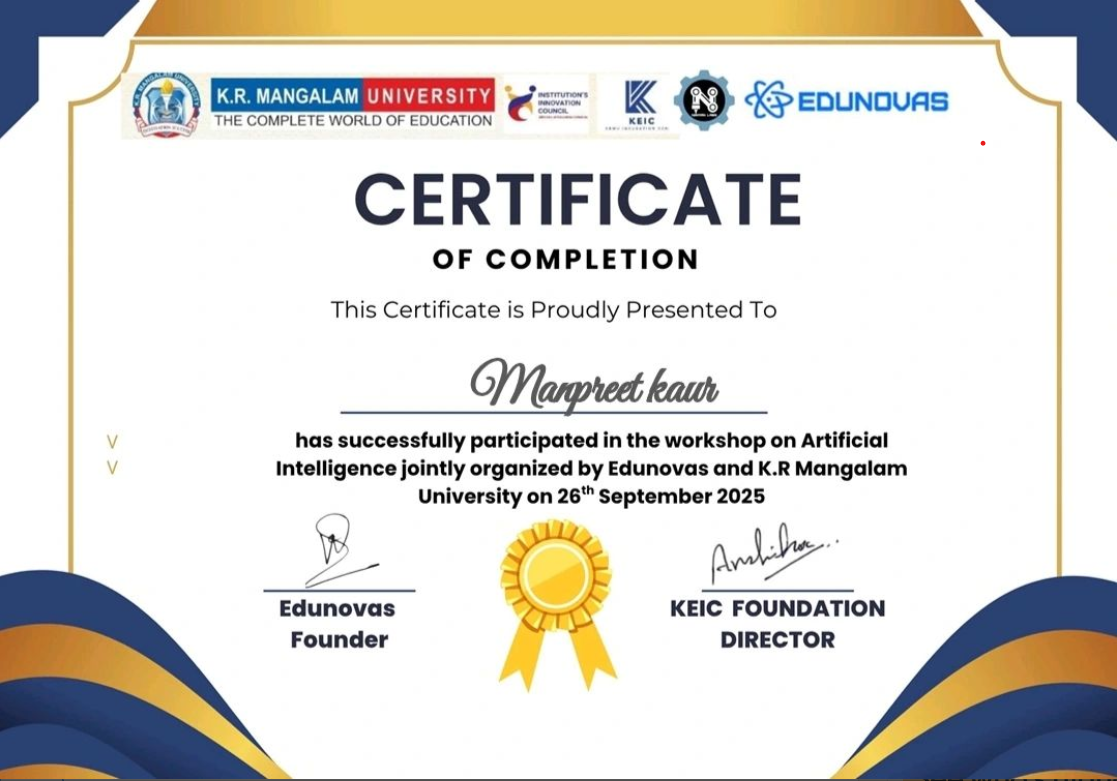 K.R. MANGALAM UNIVERSITY
THE COMPLETE WORLD OF EDUCATION
INSTITUTION'S
INNOVATION
COUNCIL
KEIC
EDUNOVAS
CERTIFICATE
OF COMPLETION
This Certificate is Proudly Presented To
Manpreet kaur
V
has successfully participated in the workshop on Artificial
V
Intelligence jointly organized by Edunovas and K.R Mangalam
University on 26th September 2025
Edunovas
Founder
KEIC FOUNDATION
DIRECTOR